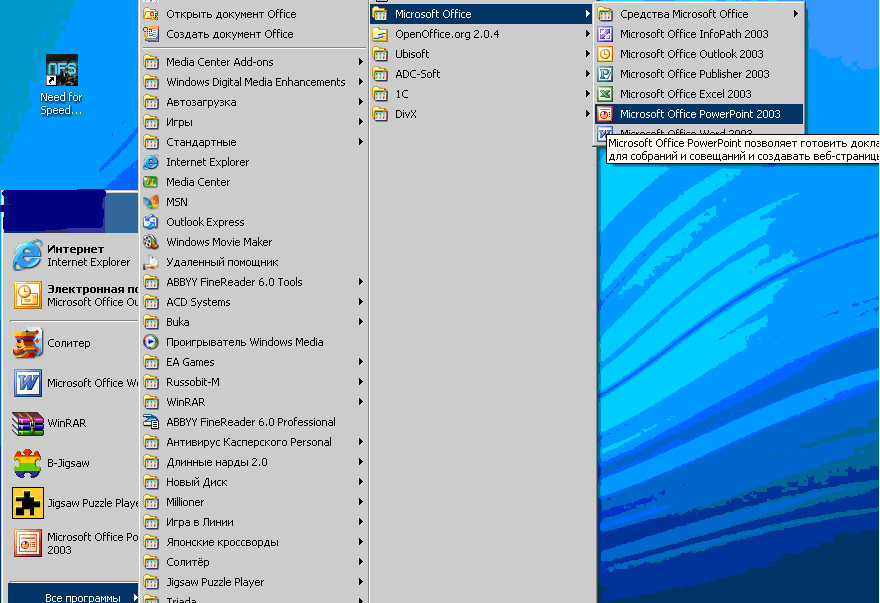 Need for
Speed...
Интернет
Internet Explorer
Электронная по
Microsoft Office Ou
Солитер
Microsoft Office Wo
WinRAR
B-Jigsaw
Jigsaw Puzzle Playe
Microsoft Office Po
2003
Все программы
Открыть документ Office
Создать документ Office
Media Center Add-ons
Windows Digital Media Enhancements
Автозагрузка
Игры
Стандартные
Internet Explorer
Media Center
MSN
Outlook Express
Windows Movie Maker
Удаленный помощник
ABBYY FineReader 6.0 Tools
ACD Systems
Buka
Проигрыватель Windows Media
EA Games
Russobit-M
WinRAR
ABBYY FineReader 6.0 Professional
Антивирус Касперского Personal
Длинные нарды 2.0
Новый Диск
Millioner
Игра в Линии
Японские кроссворды
Солитёр
Jigsaw Puzzle Player
Triada
Microsoft Office
OpenOffice.org 2.0.4
Ubisoft
ADC-Soft
1C
DivX
Средства Microsoft Office
Microsoft Office InfoPath 2003
Microsoft Office Outlook 2003
Microsoft Office Publisher 2003
Microsoft Office Excel 2003
Microsoft Office PowerPoint 2003
Microsoft Office Word 2003
Microsoft Office PowerPoint позволяет готовить докла
для собраний и совещаний и создавать веб-страницы